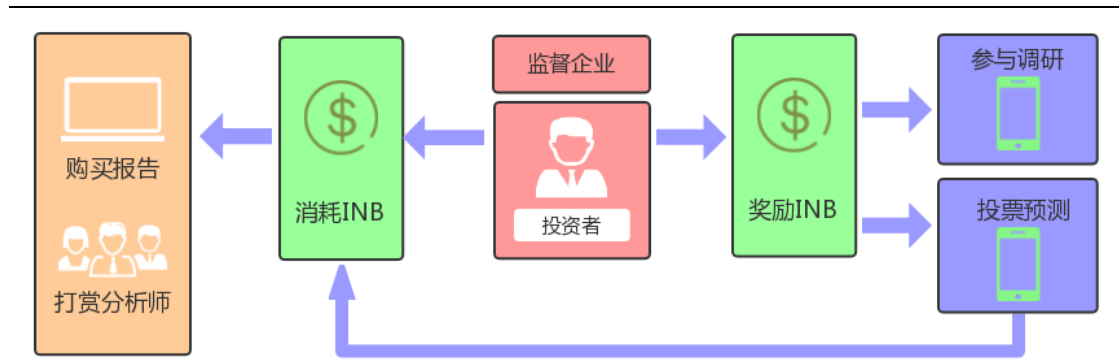 购买报告
打赏分析师
消耗INB
监督企业
投资者
奖励INB
参与调研
投票预测